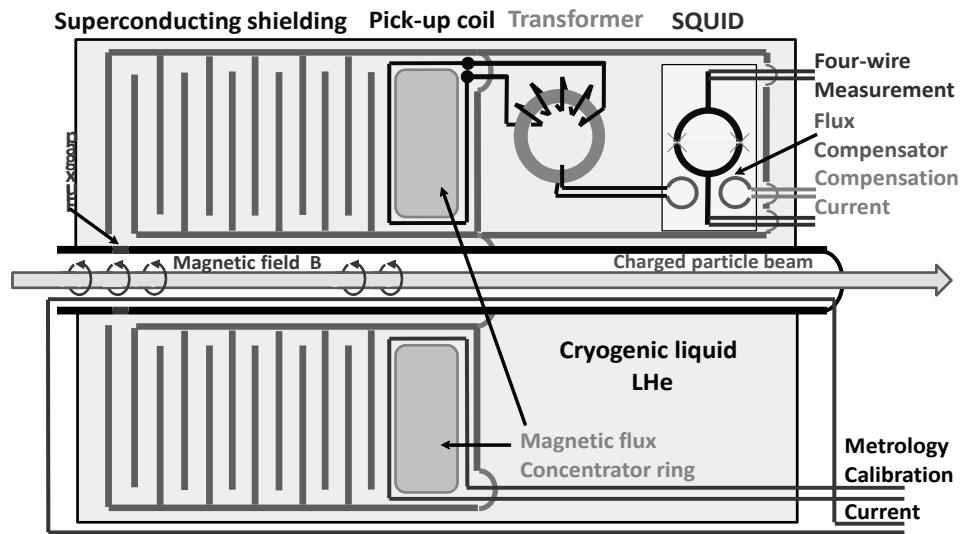 Superconducting shielding
Pick-up coil
Transformer
SQUID
Four-wire
Measurement
Flux
Compensator
Compensation
Current
Magnetic field B
Charged particle beam
Cryogenic liquid
LHe
Magnetic flux
Concentrator ring
Metrology
Calibration
Current